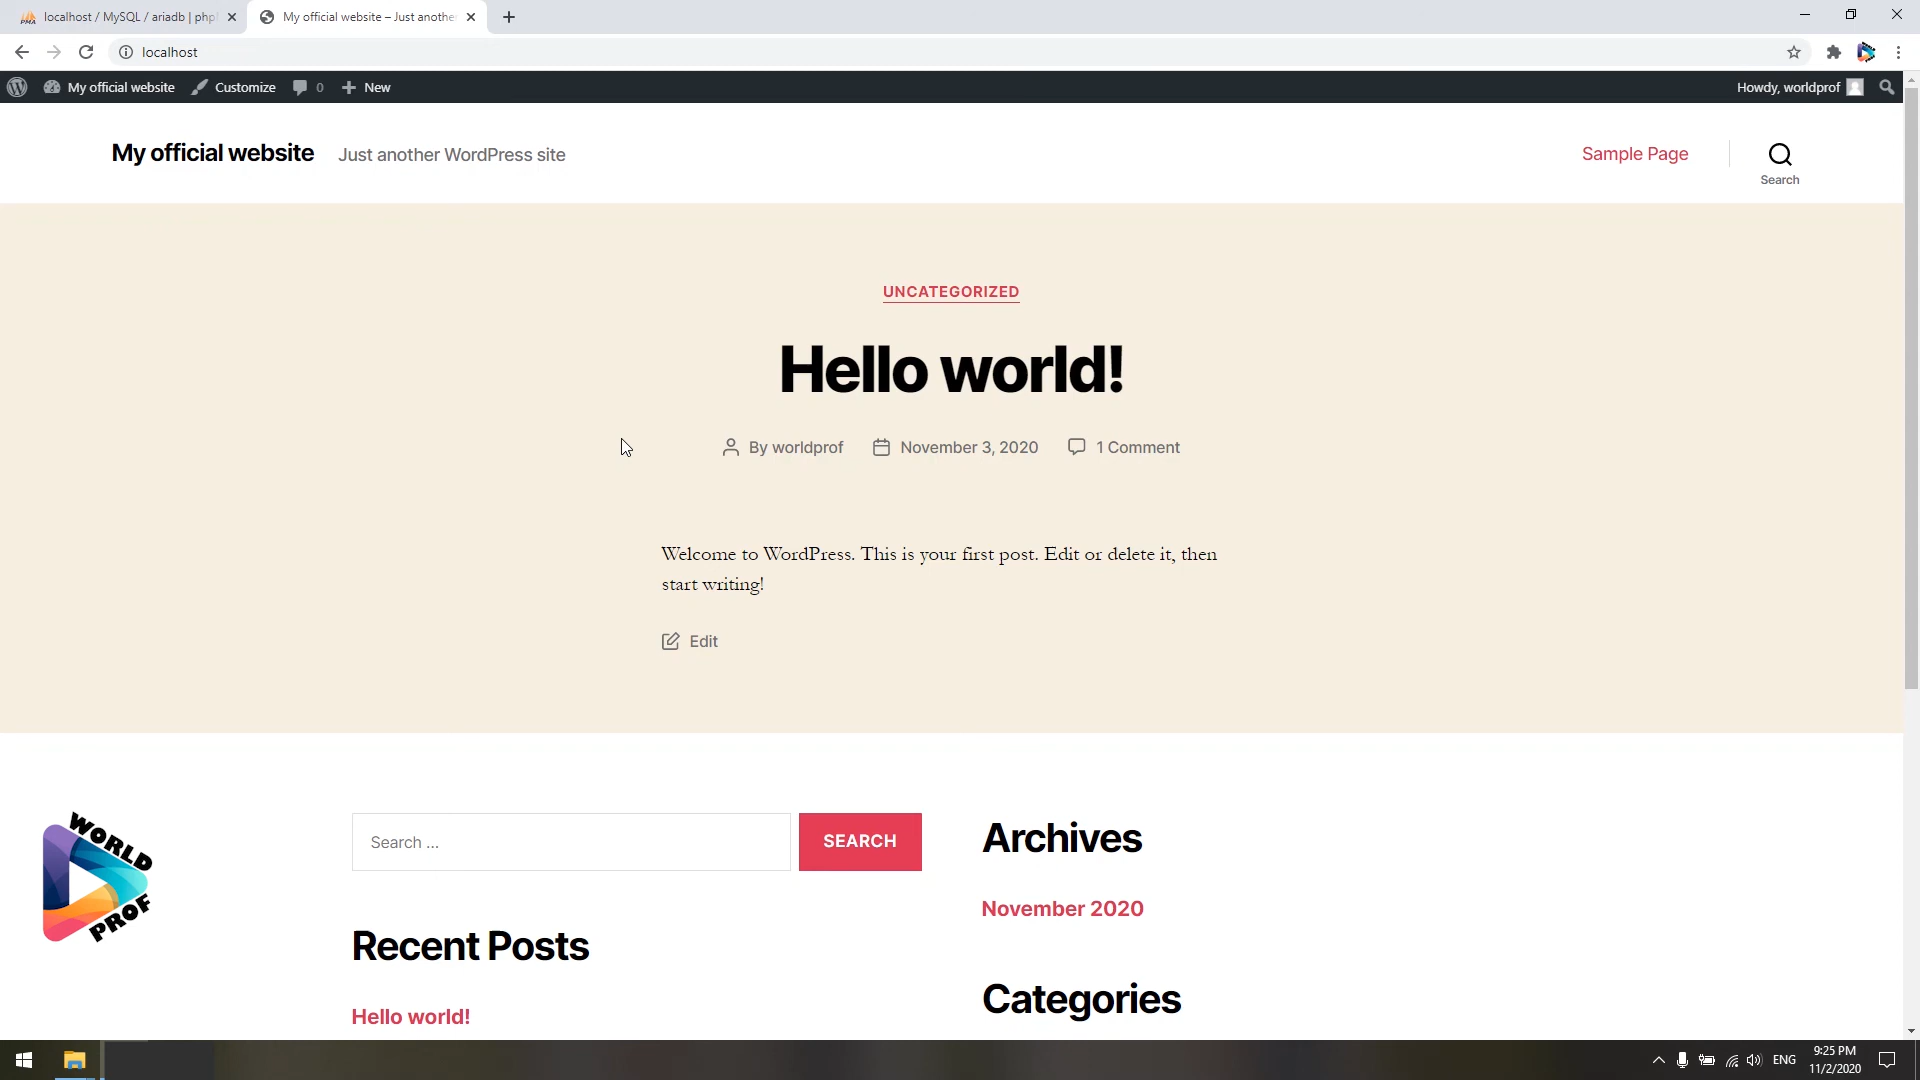 localhost / MySQL / ariadb | php
My official website – Just anothe
localhost
My official website Customize 0 New Howdy, worldprof
My official website Just another WordPress site Sample Page
Search
UNCATEGORIZED
Hello world!
By worldprof November 3, 2020 1 Comment
Welcome to WordPress. This is your first post. Edit or delete it, then
start writing!
Edit
WORLD
PROF
Search …
SEARCH
Recent Posts
Hello world!
Archives
November 2020
Categories
ENG
9:25 PM
11/2/2020